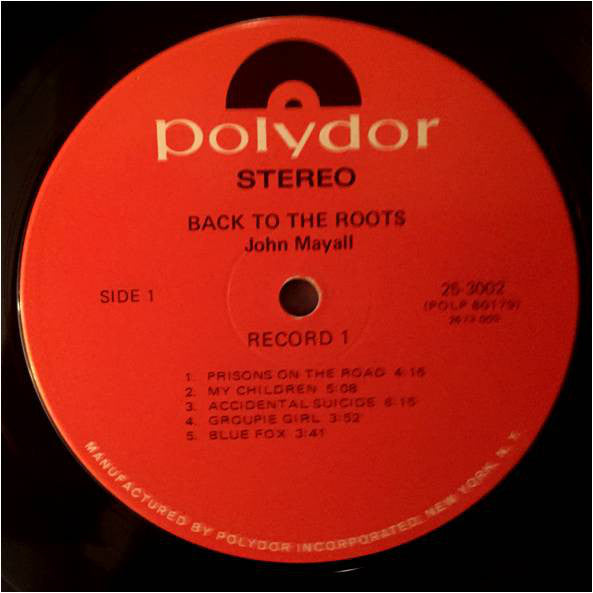 polydor
STEREO
BACK TO THE ROOTS
John Mayall
SIDE 1
25-3002
(POLP 80179)
RECORD 1
1. PRISONS ON THE ROAD 4:16
2. MY CHILDREN 5:08
3. ACCIDENTAL SUICIDE 6:15
4. GROUPIE GIRL 3:52
5. BLUE FOX 3:41
MANUFACTURED BY POLYDOR INCORPORATED, NEW YORK, N.Y.